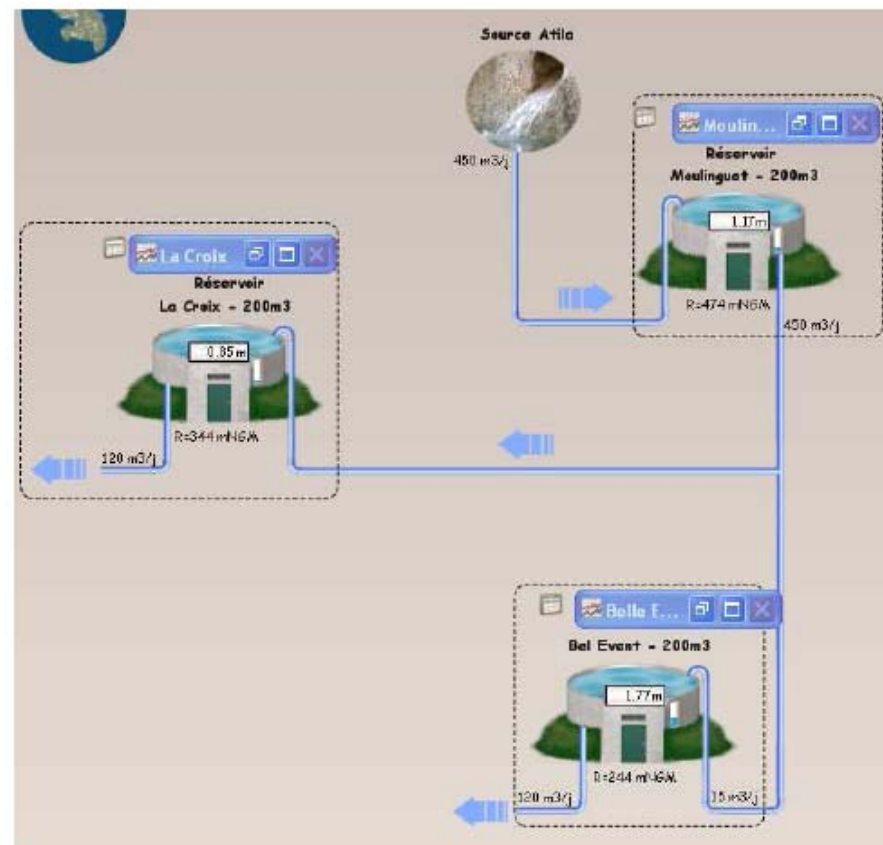 Source Atila
450 m3/j
Moulin...
Réservoir
Moulinguet - 200m3
1.17m
R=474 mNGM
450 m3/j
La Croix
Réservoir
La Croix - 200m3
0.85 m
R=344 mNGM
120 m3/j
Belle E...
Bel Event - 200m3
1.77m
R=244 mNGM
120 m3/j
15 m3/j